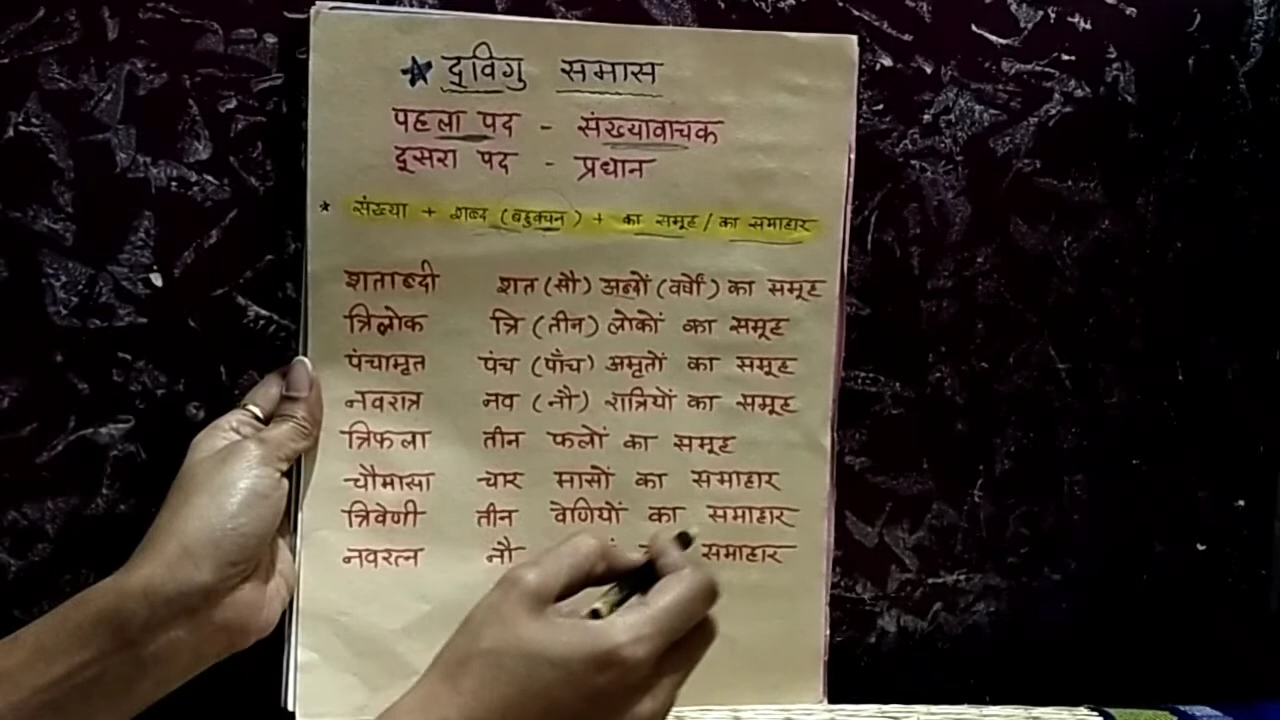 ★ द्विगु समास
पहला पद - संख्यावाचक
दूसरा पद - प्रधान
* संख्या + शब्द (बहुवचन) + का समूह / का समाहार
शताब्दी शत (सौ) अब्दों (वर्षों) का समूह
त्रिलोक त्रि (तीन) लोकों का समूह
पंचामृत पंच (पाँच) अमृतों का समूह
नवरात्र नव (नौ) रात्रियों का समूह
त्रिफला तीन फलों का समूह
चौमासा चार मासों का समाहार
त्रिवेणी तीन वेणियों का समाहार
नवरत्न नौ समाहार